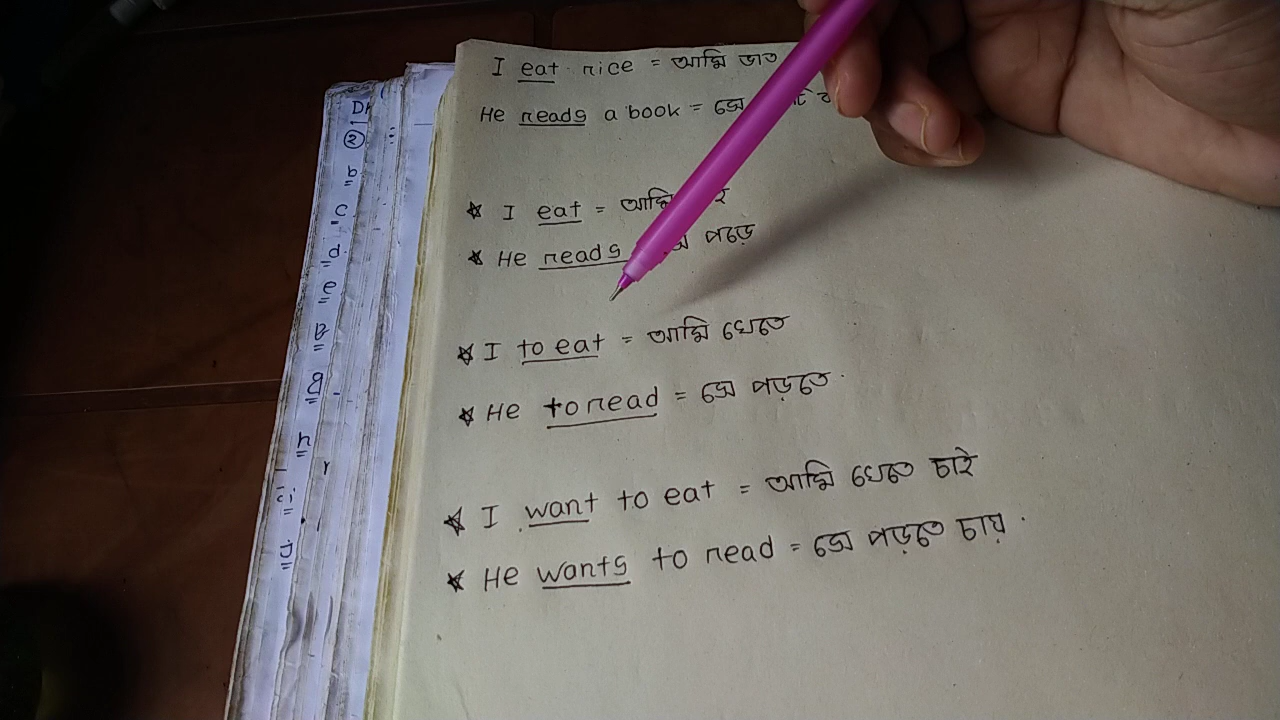 I eat rice = আমি ভাত
He reads a book = সে
* I eat = আমি
* He reads পড়ে
* I to eat = আমি খেতে
* He to read = সে পড়তে.
* I want to eat = আমি খেতে চাই
* He wants to read = সে পড়তে চায়.